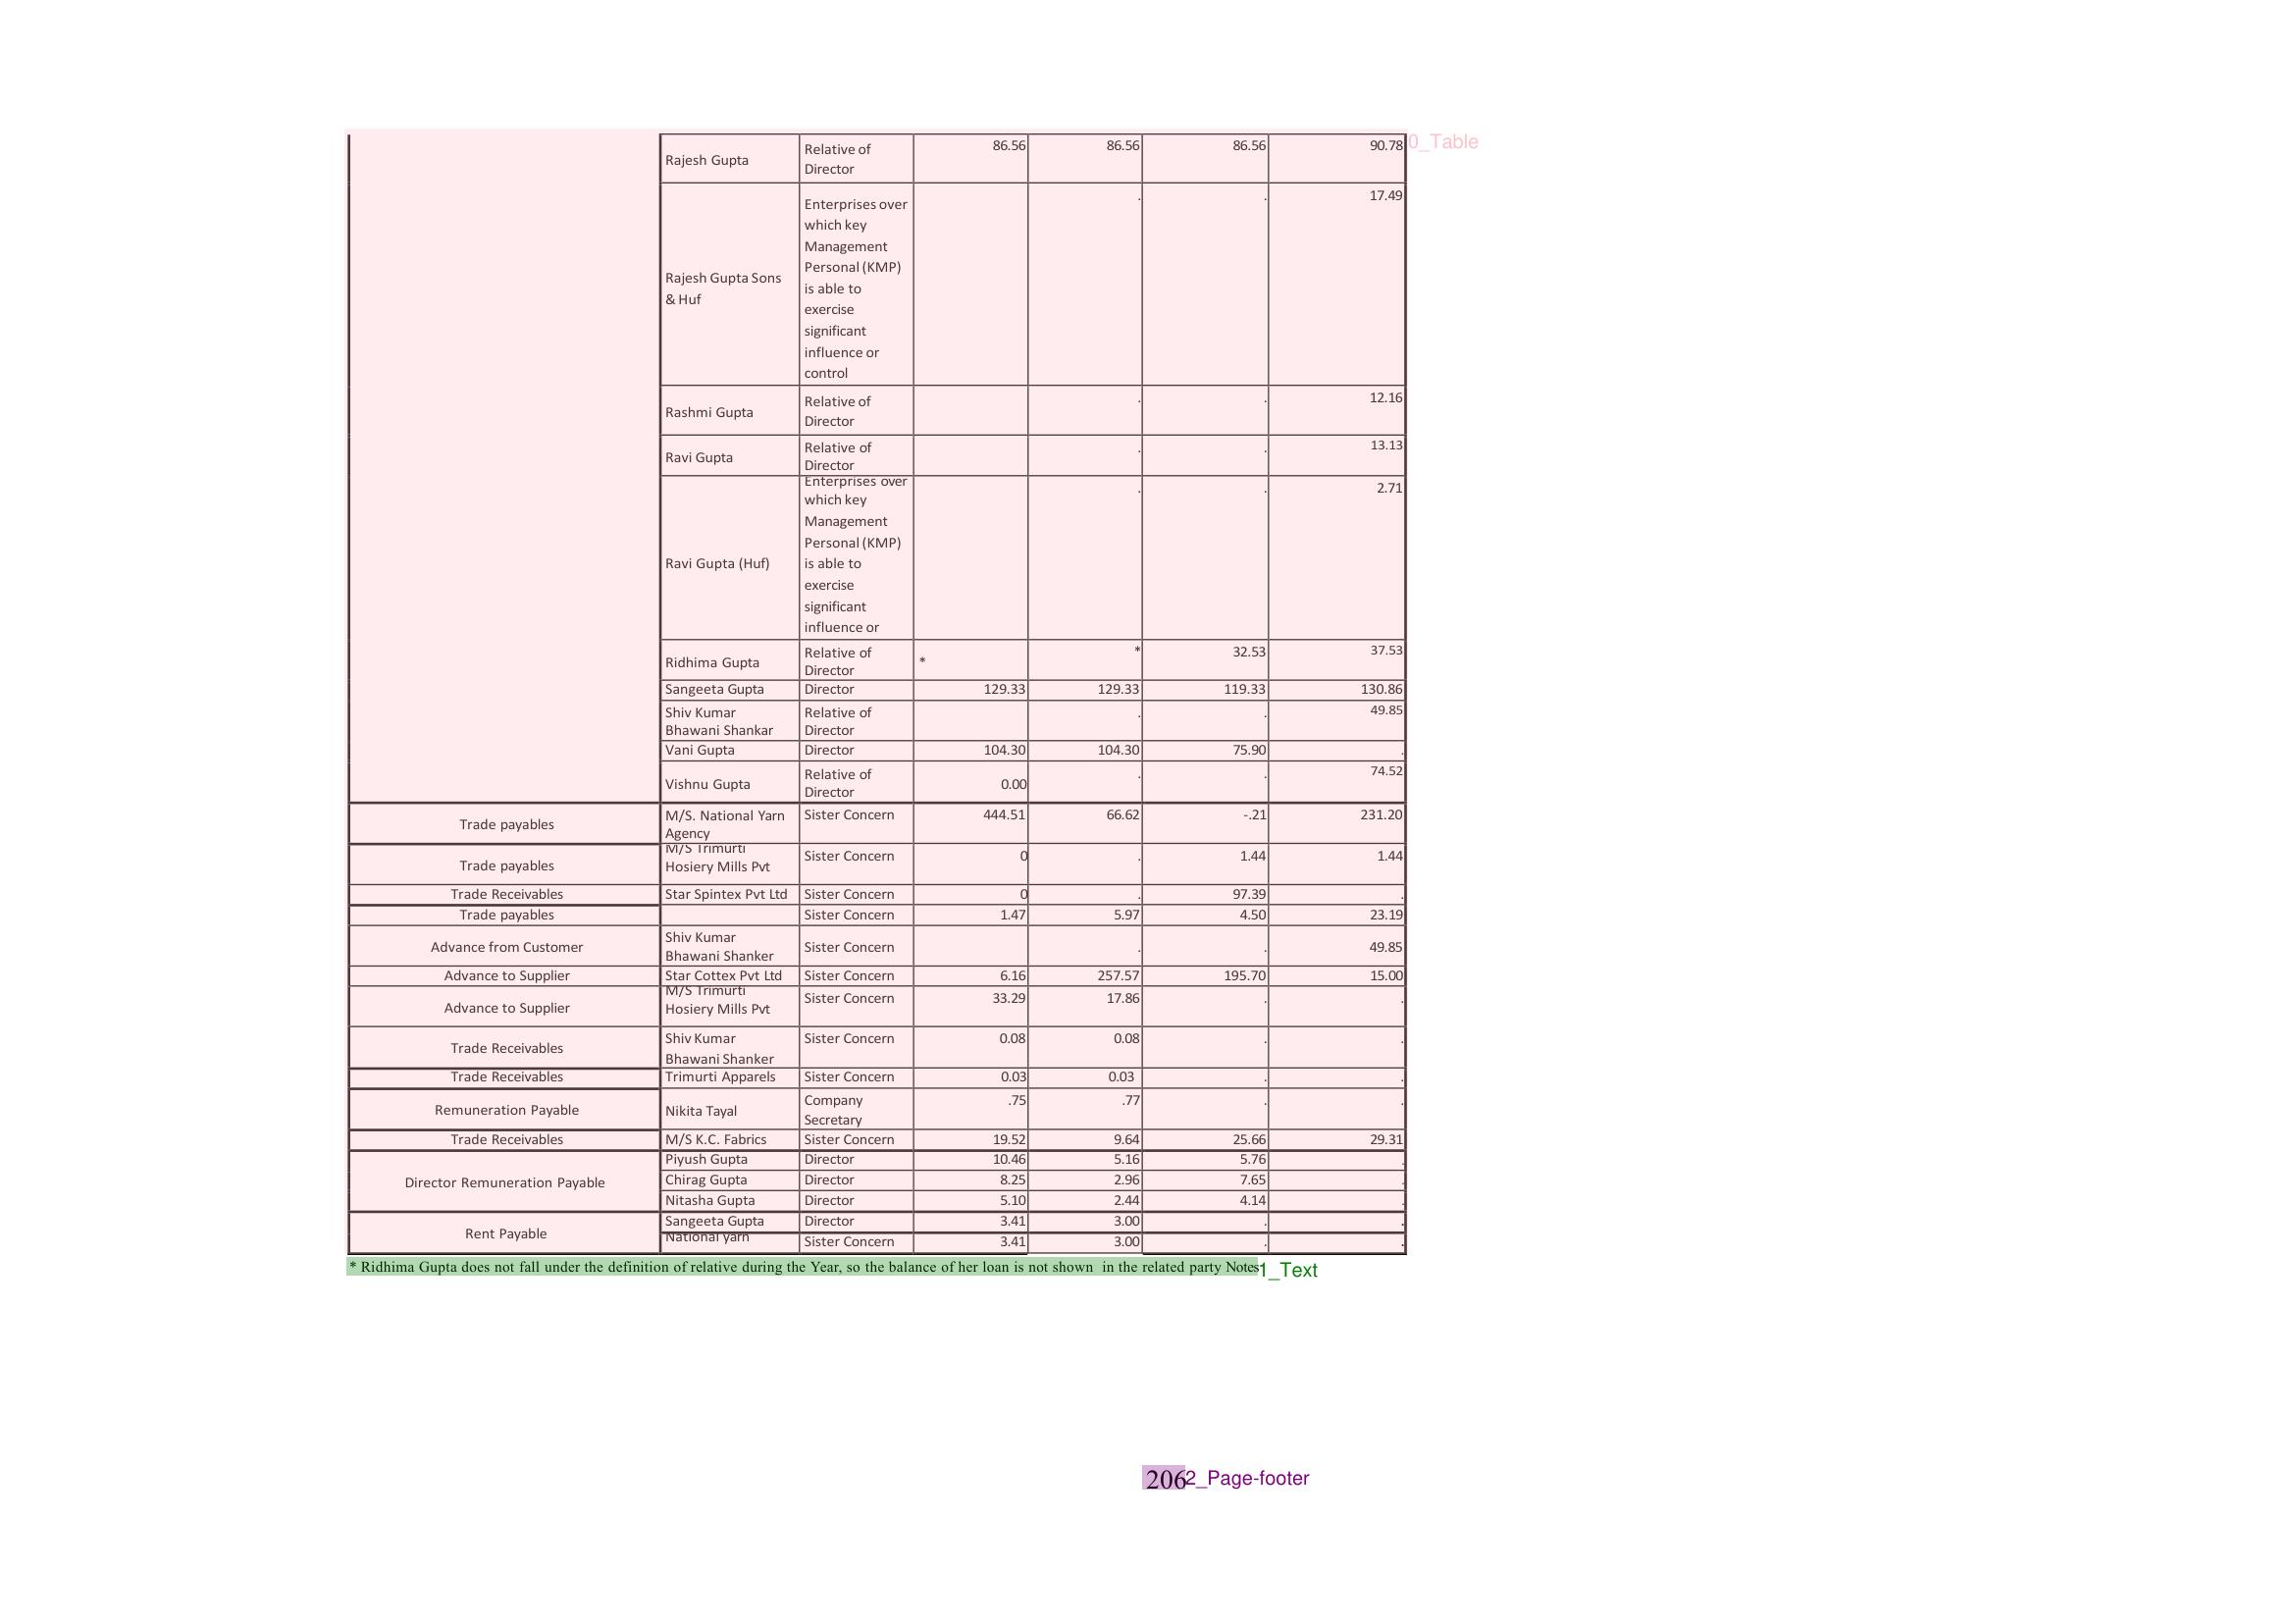 0_Table
Rajesh Gupta Relative of 86.56 86.56 86.56 90.78
Director
Rajesh Gupta Sons
& Huf
Enterprises over . . 17.49
which key
Management
Personal (KMP)
is able to
exercise
significant
influence or
control
Rashmi Gupta Relative of . . 12.16
Director
Ravi Gupta Relative of . . 13.13
Director
Ravi Gupta (Huf)
Enterprises over . . 2.71
which key
Management
Personal (KMP)
is able to
exercise
significant
influence or
Ridhima Gupta Relative of * * 32.53 37.53
Director
Sangeeta Gupta Director 129.33 129.33 119.33 130.86
Shiv Kumar Relative of . . 49.85
Bhawani Shankar Director
Vani Gupta Director 104.30 104.30 75.90 .
Vishnu Gupta Relative of 0.00 . . 74.52
Director
Trade payables M/S. National Yarn Sister Concern 444.51 66.62 -.21 231.20
Agency
Trade payables M/S Trimurti Sister Concern 0 . 1.44 1.44
Hosiery Mills Pvt
Trade Receivables Star Spintex Pvt Ltd Sister Concern 0 . 97.39 .
Trade payables Sister Concern 1.47 5.97 4.50 23.19
Advance from Customer Shiv Kumar Sister Concern . . 49.85
Bhawani Shanker
Advance to Supplier Star Cottex Pvt Ltd Sister Concern 6.16 257.57 195.70 15.00
Advance to Supplier M/S Trimurti Sister Concern 33.29 17.86 . .
Hosiery Mills Pvt
Trade Receivables Shiv Kumar Sister Concern 0.08 0.08 . .
Bhawani Shanker
Trade Receivables Trimurti Apparels Sister Concern 0.03 0.03 . .
Remuneration Payable Nikita Tayal Company .75 .77 . .
Secretary
Trade Receivables M/S K.C. Fabrics Sister Concern 19.52 9.64 25.66 29.31
Director Remuneration Payable Piyush Gupta Director 10.46 5.16 5.76 .
Chirag Gupta Director 8.25 2.96 7.65 .
Nitasha Gupta Director 5.10 2.44 4.14 .
Rent Payable Sangeeta Gupta Director 3.41 3.00 . .
National yarn Sister Concern 3.41 3.00 . .
* Ridhima Gupta does not fall under the definition of relative during the Year, so the balance of her loan is not shown in the related party Notes
1_Text
206
2_Page-footer